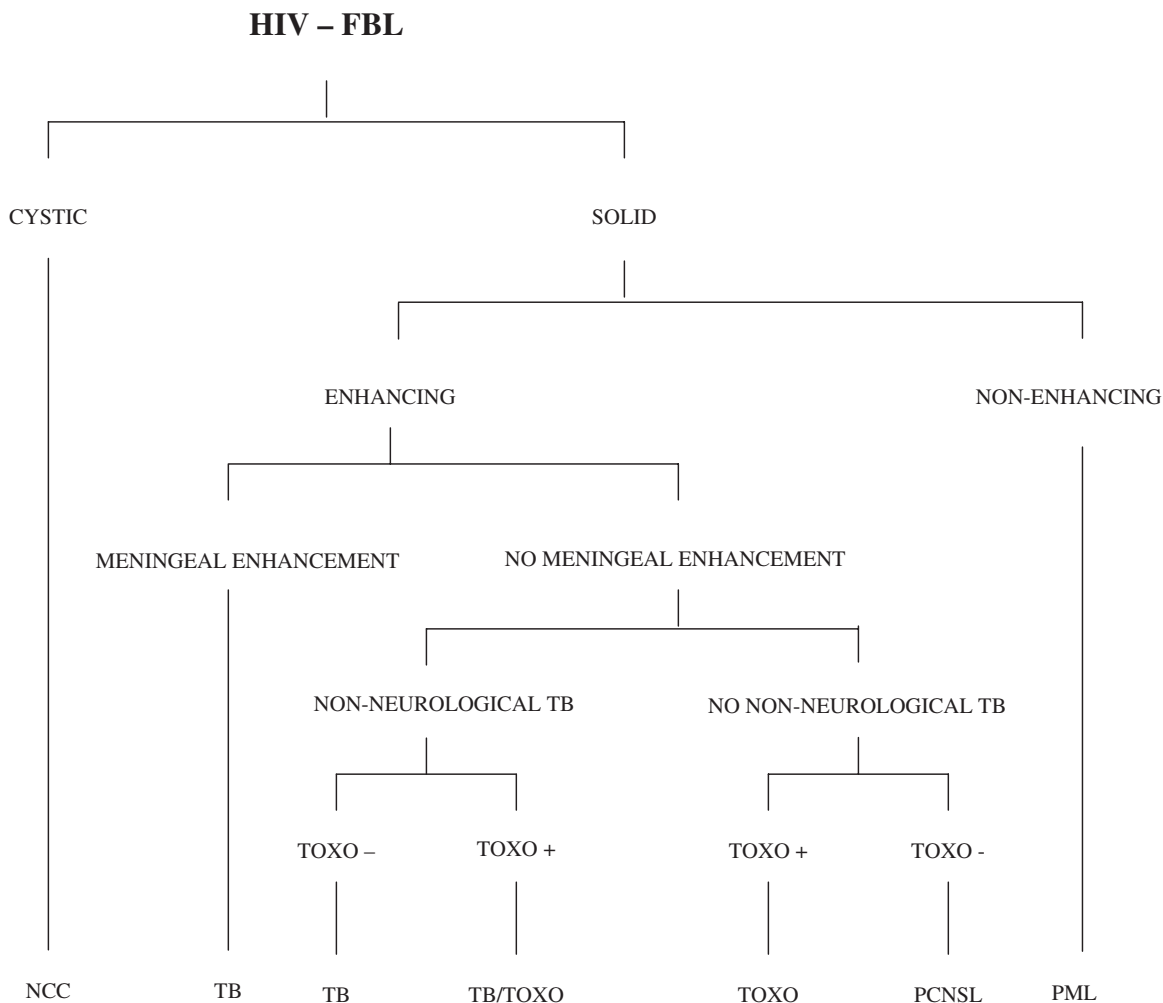 HIV – FBL
CYSTIC
SOLID
ENHANCING
NON-ENHANCING
MENINGEAL ENHANCEMENT
NO MENINGEAL ENHANCEMENT
NON-NEUROLOGICAL TB
NO NON-NEUROLOGICAL TB
TOXO –
TOXO +
TOXO +
TOXO -
NCC
TB
TB
TB/TOXO
TOXO
PCNSL
PML